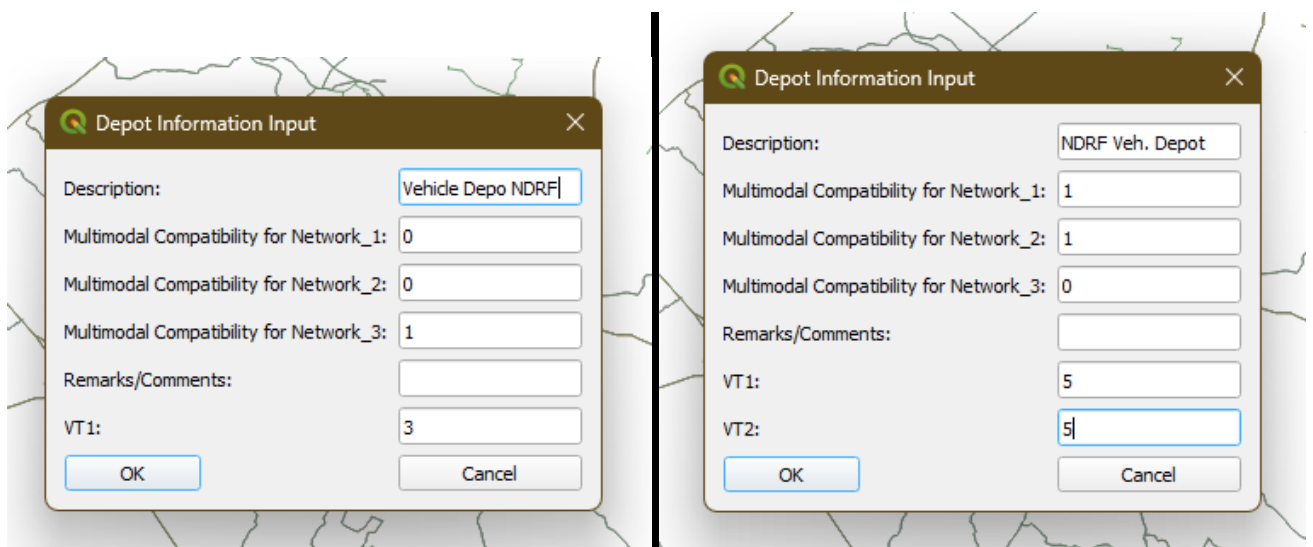 Depot Information Input
Description: Vehicle Depo NDRF
Multimodal Compatibility for Network_1: 0
Multimodal Compatibility for Network_2: 0
Multimodal Compatibility for Network_3: 1
Remarks/Comments:
VT1: 3
OK Cancel
Depot Information Input
Description: NDRF Veh. Depot
Multimodal Compatibility for Network_1: 1
Multimodal Compatibility for Network_2: 1
Multimodal Compatibility for Network_3: 0
Remarks/Comments:
VT1: 5
VT2: 5
OK Cancel